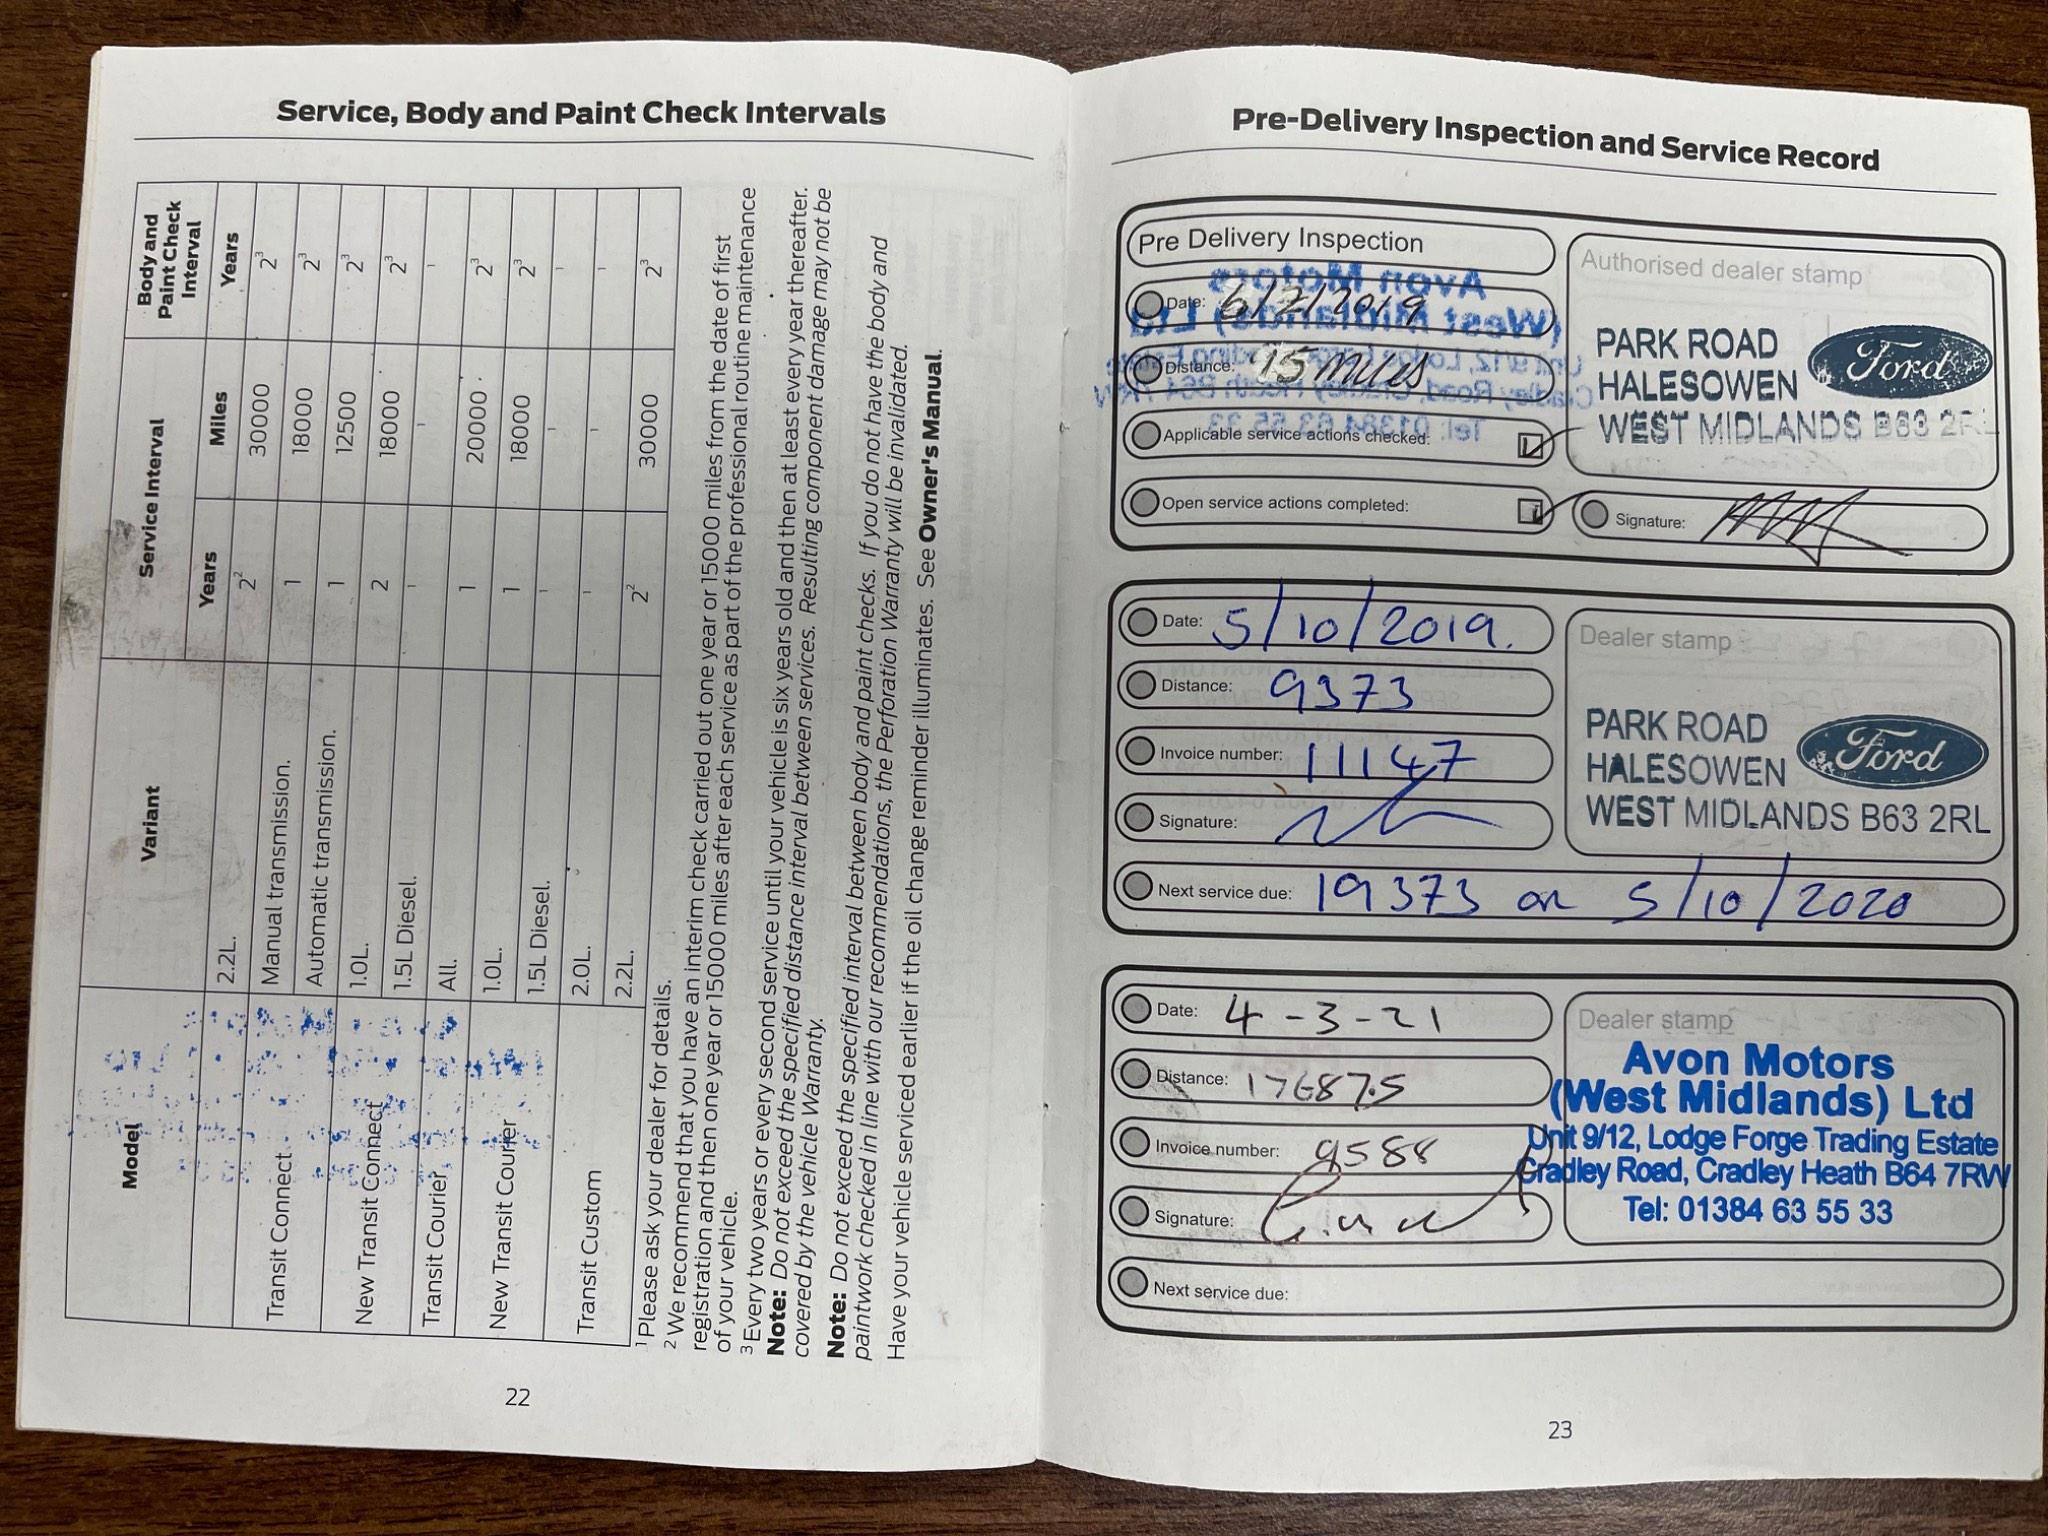 Service, Body and Paint Check Intervals
Model Variant Service Interval Body and Paint Check Interval
Years Miles Years
2.2L. 2² 30000 2³
Transit Connect Manual transmission. 1 18000 2³
Automatic transmission. 1 12500 2³
New Transit Connect 1.0L. 2 18000 2³
1.5L Diesel. ¹ ¹ ¹
Transit Courier All. 1 20000 2³
New Transit Courier 1.0L. 1 18000 2³
1.5L Diesel. ¹ ¹ ¹
Transit Custom 2.0L. ¹ ¹ ¹
2.2L. 2² 30000 2³
¹ Please ask your dealer for details.
² We recommend that you have an interim check carried out one year or 15000 miles from the date of first
registration and then one year or 15000 miles after each service as part of the professional routine maintenance
of your vehicle.
³ Every two years or every second service until your vehicle is six years old and then at least every year thereafter.
Note: Do not exceed the specified distance interval between services. Resulting component damage may not be
covered by the vehicle Warranty.
Note: Do not exceed the specified interval between body and paint checks. If you do not have the body and
paintwork checked in line with our recommendations, the Perforation Warranty will be invalidated.
Have your vehicle serviced earlier if the oil change reminder illuminates. See Owner's Manual.
22
Pre-Delivery Inspection and Service Record
Pre Delivery Inspection
Date: 6/7/2019
Distance: 15 miles
Applicable service actions checked:
Open service actions completed:
Authorised dealer stamp
PARK ROAD
HALESOWEN
WEST MIDLANDS B63 2RL
Ford
Signature:
Date: 5/10/2019.
Distance: 9373
Invoice number: 11147
Signature:
Dealer stamp
PARK ROAD
HALESOWEN
WEST MIDLANDS B63 2RL
Ford
Next service due: 19373 or 5/10/2020
Date: 4-3-21
Distance: 17687.5
Invoice number: 9588
Signature:
Dealer stamp
Avon Motors
(West Midlands) Ltd
Unit 9/12, Lodge Forge Trading Estate
Cradley Road, Cradley Heath B64 7RW
Tel: 01384 63 55 33
Next service due:
23